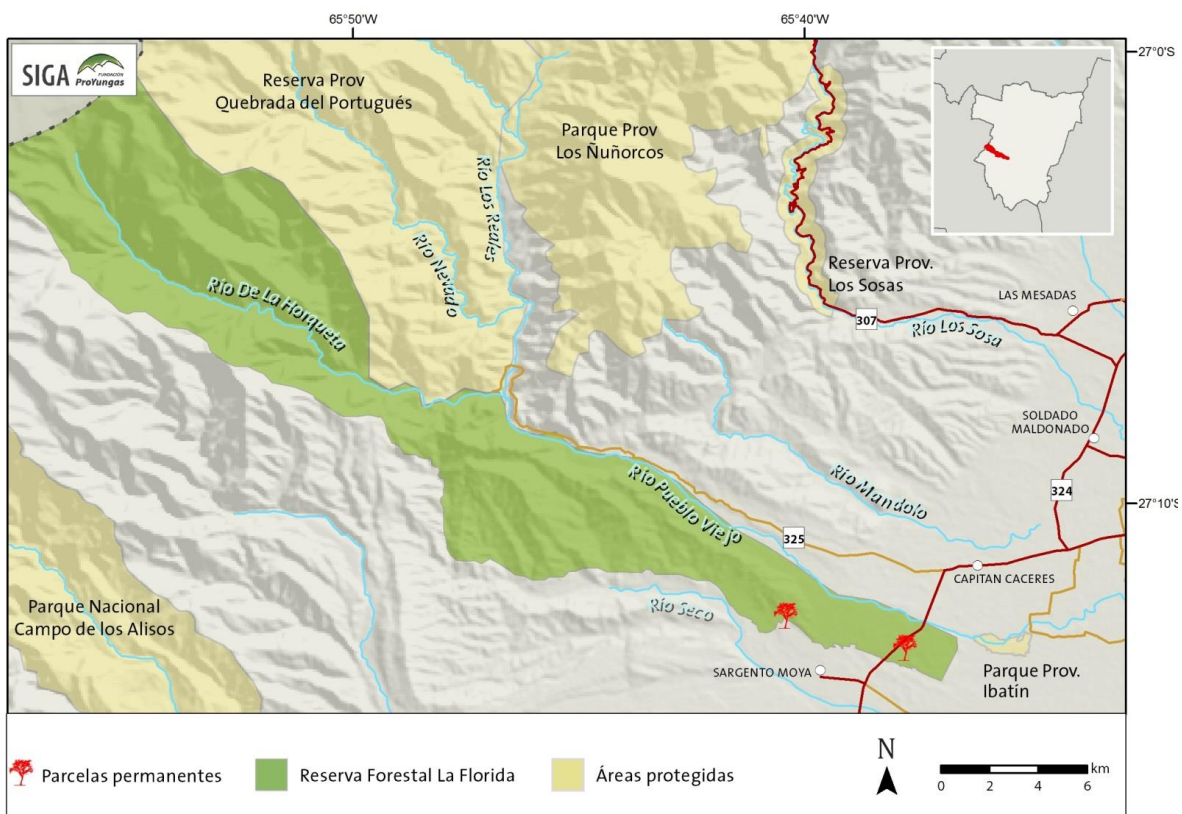 65°50'W
65°40'W
27°0'S
27°10'S
SIGA
FUNDACIÓN
ProYungas
Reserva Prov
Quebrada del Portugués
Parque Prov
Los Ñuñorcos
Río Los Reales
Río Nevado
Río De La Horqueta
Reserva Prov.
Los Sosas
LAS MESADAS
307
Río Los Sosa
SOLDADO
MALDONADO
Río Mandolo
324
Río Pueblo Viejo
325
CAPITAN CACERES
Parque Nacional
Campo de los Alisos
Río Seco
SARGENTO MOYA
Parque Prov.
Ibatín
Parcelas permanentes
Reserva Forestal La Florida
Áreas protegidas
N
km
0 2 4 6